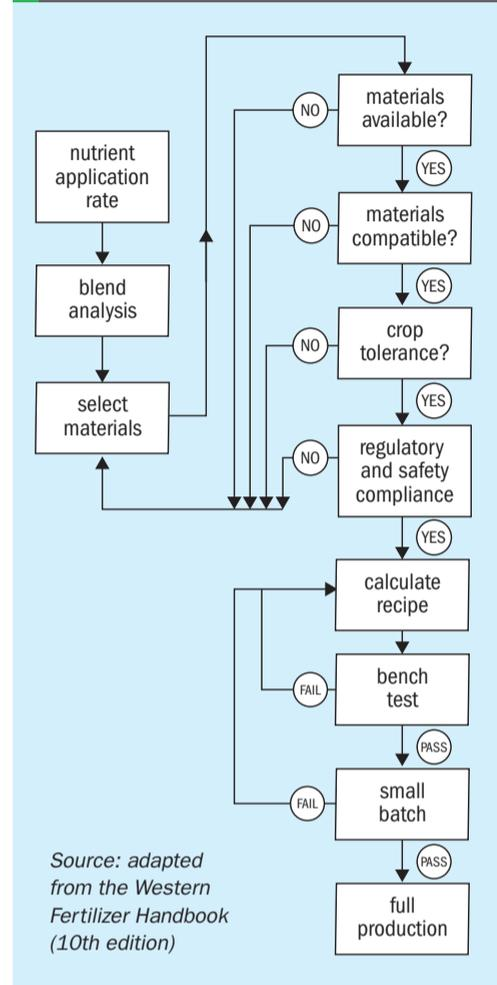 nutrient
application
rate
blend
analysis
select
materials
materials
available?
NO
YES
materials
compatible?
NO
YES
crop
tolerance?
NO
YES
regulatory
and safety
compliance
NO
YES
calculate
recipe
bench
test
FAIL
PASS
small
batch
FAIL
PASS
full
production
Source: adapted
from the Western
Fertilizer Handbook
(10th edition)